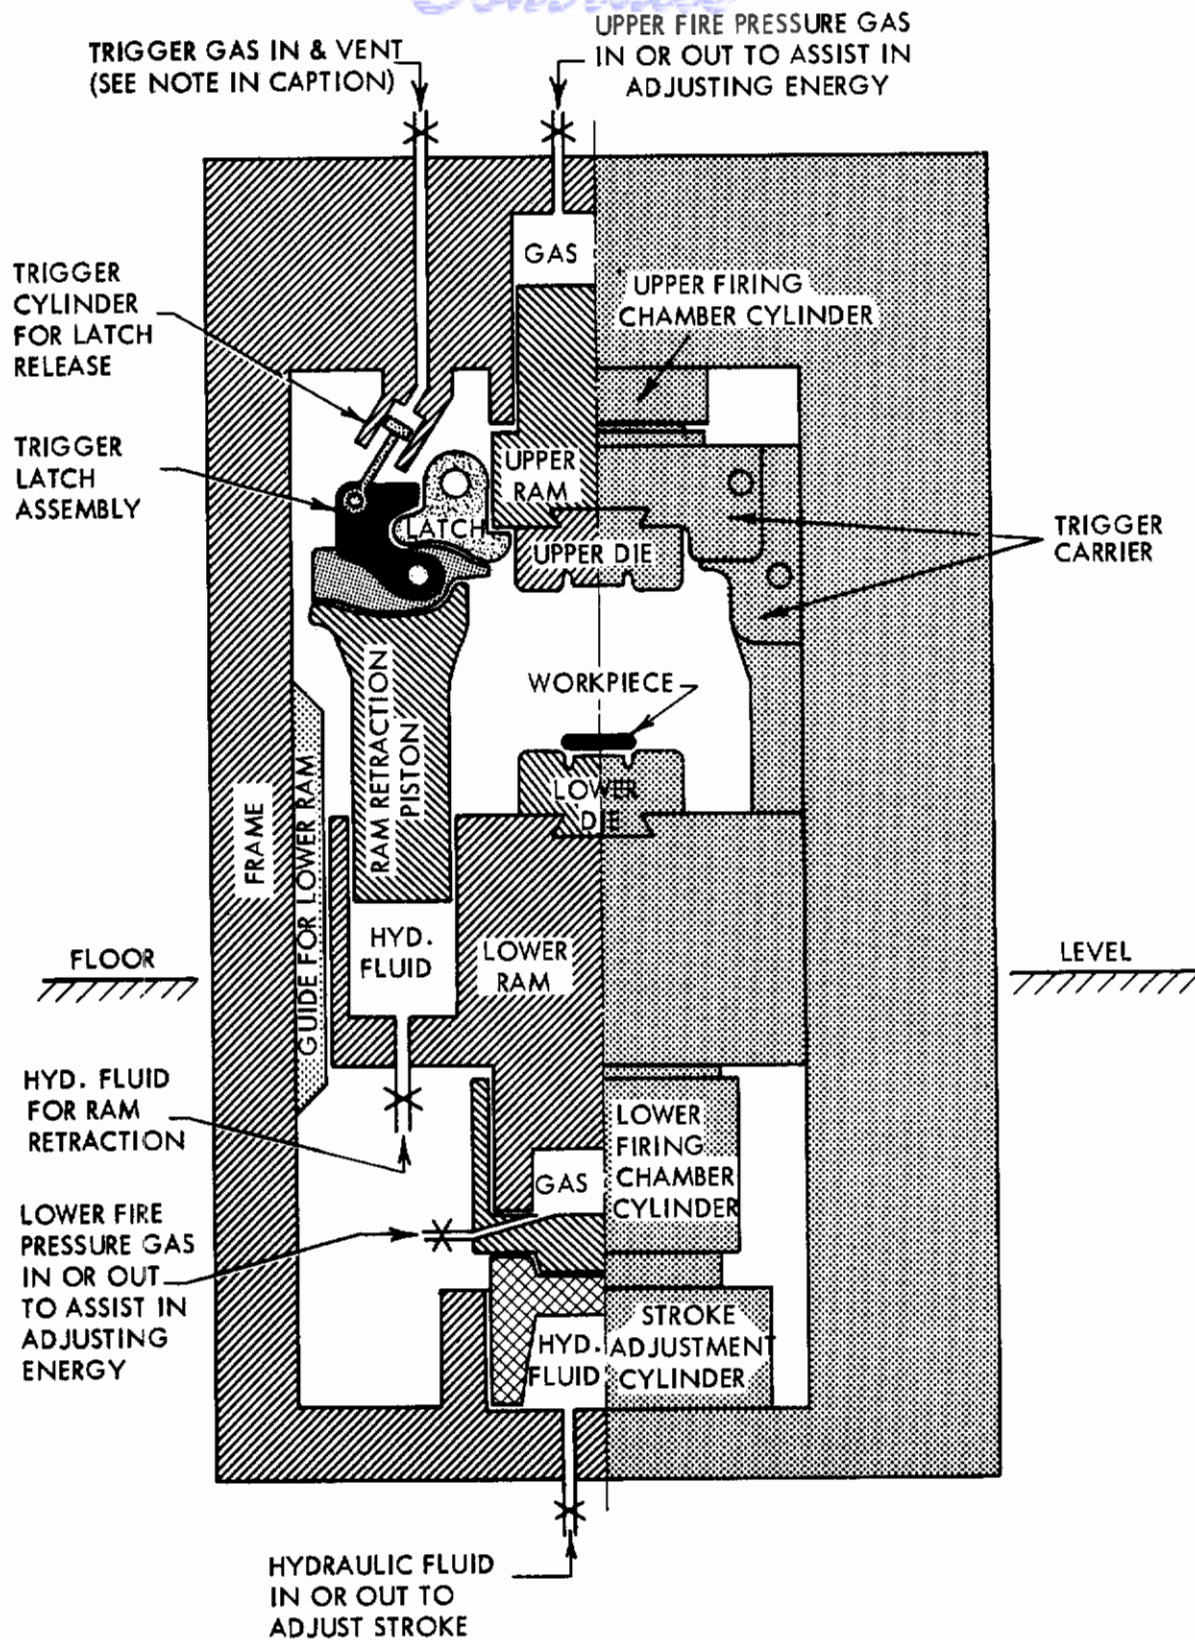 TRIGGER GAS IN & VENT
(SEE NOTE IN CAPTION)
UPPER FIRE PRESSURE GAS
IN OR OUT TO ASSIST IN
ADJUSTING ENERGY
GAS
TRIGGER
CYLINDER
FOR LATCH
RELEASE
UPPER FIRING
CHAMBER CYLINDER
TRIGGER
LATCH
ASSEMBLY
UPPER
RAM
LATCH
UPPER DIE
TRIGGER
CARRIER
WORKPIECE
RAM RETRACTION
PISTON
LOWER
DIE
FRAME
GUIDE FOR LOWER RAM
HYD.
FLUID
LOWER
RAM
FLOOR
LEVEL
HYD. FLUID
FOR RAM
RETRACTION
LOWER
FIRING
CHAMBER
CYLINDER
GAS
LOWER FIRE
PRESSURE GAS
IN OR OUT
TO ASSIST IN
ADJUSTING
ENERGY
HYD.
FLUID
STROKE
ADJUSTMENT
CYLINDER
HYDRAULIC FLUID
IN OR OUT TO
ADJUST STROKE